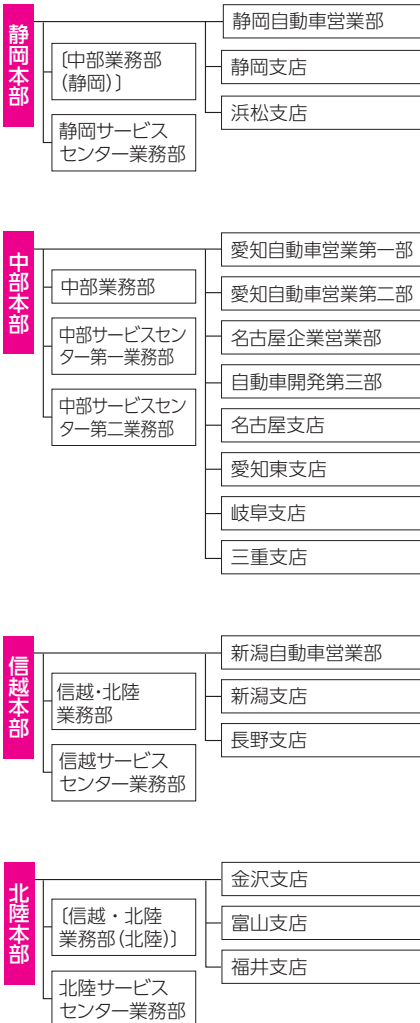 静岡本部
〔中部業務部
(静岡)〕
静岡サービス
センター業務部
静岡自動車営業部
静岡支店
浜松支店
中部本部
中部業務部
中部サービスセン
ター第一業務部
中部サービスセン
ター第二業務部
愛知自動車営業第一部
愛知自動車営業第二部
名古屋企業営業部
自動車開発第三部
名古屋支店
愛知東支店
岐阜支店
三重支店
信越本部
信越・北陸
業務部
信越サービス
センター業務部
新潟自動車営業部
新潟支店
長野支店
北陸本部
〔信越・北陸
業務部(北陸)〕
北陸サービス
センター業務部
金沢支店
富山支店
福井支店